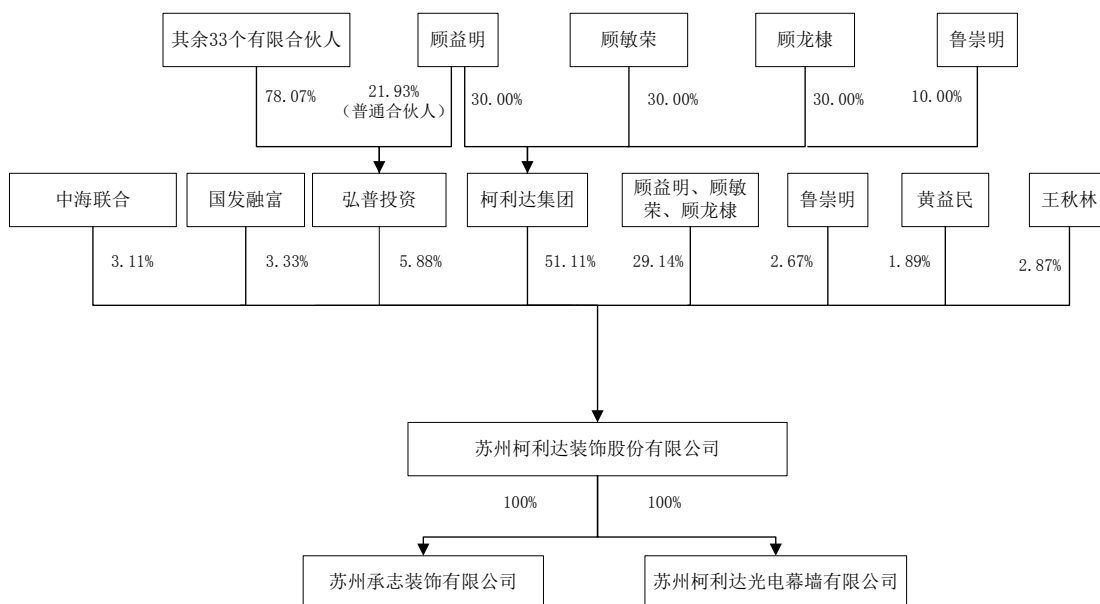 其余33个有限合伙人
顾益明
顾敏荣
顾龙棣
鲁崇明
78.07%
21.93%
（普通合伙人）
30.00%
30.00%
30.00%
10.00%
中海联合
国发融富
弘普投资
柯利达集团
顾益明、顾敏
荣、顾龙棣
鲁崇明
黄益民
王秋林
3.11%
3.33%
5.88%
51.11%
29.14%
2.67%
1.89%
2.87%
苏州柯利达装饰股份有限公司
100%
100%
苏州承志装饰有限公司
苏州柯利达光电幕墙有限公司